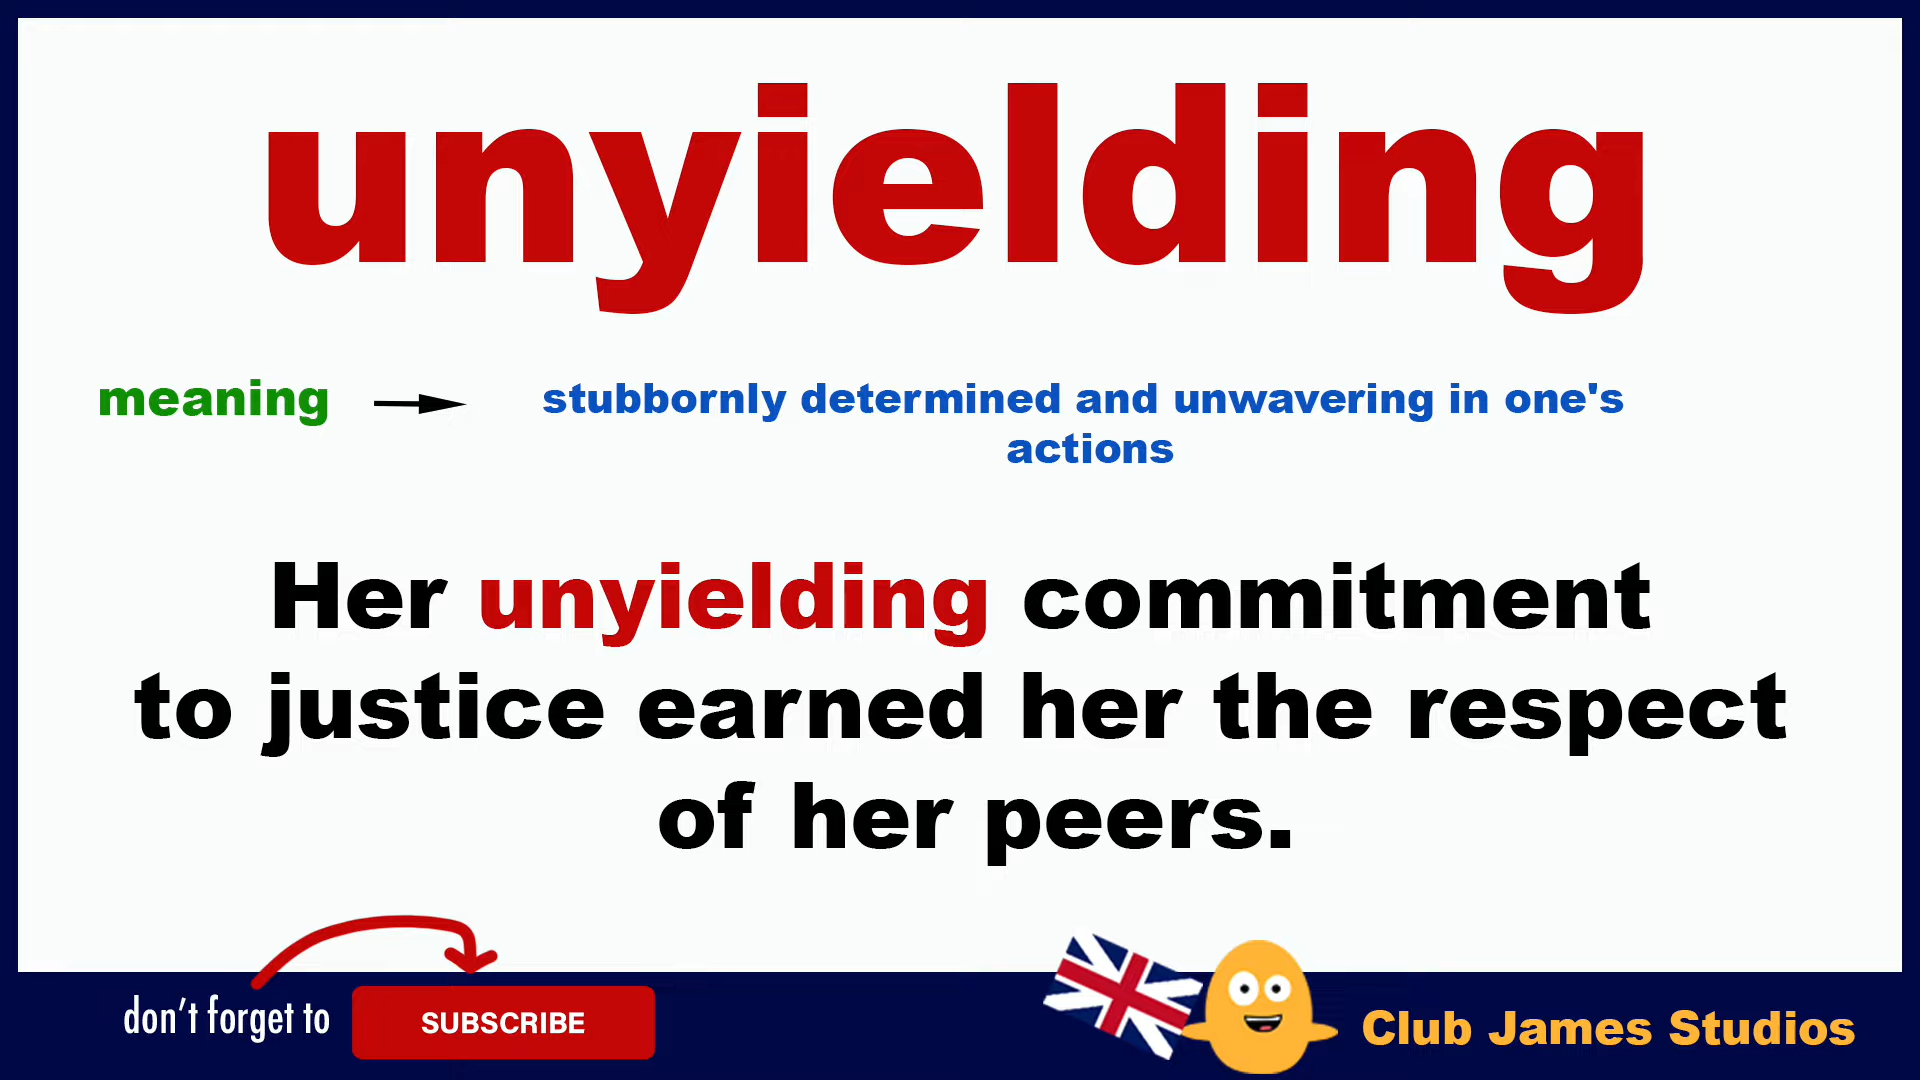 unyielding
meaning
stubbornly determined and unwavering in one's
actions
Her unyielding commitment
to justice earned her the respect
of her peers.
don't forget to
SUBSCRIBE
Club James Studios